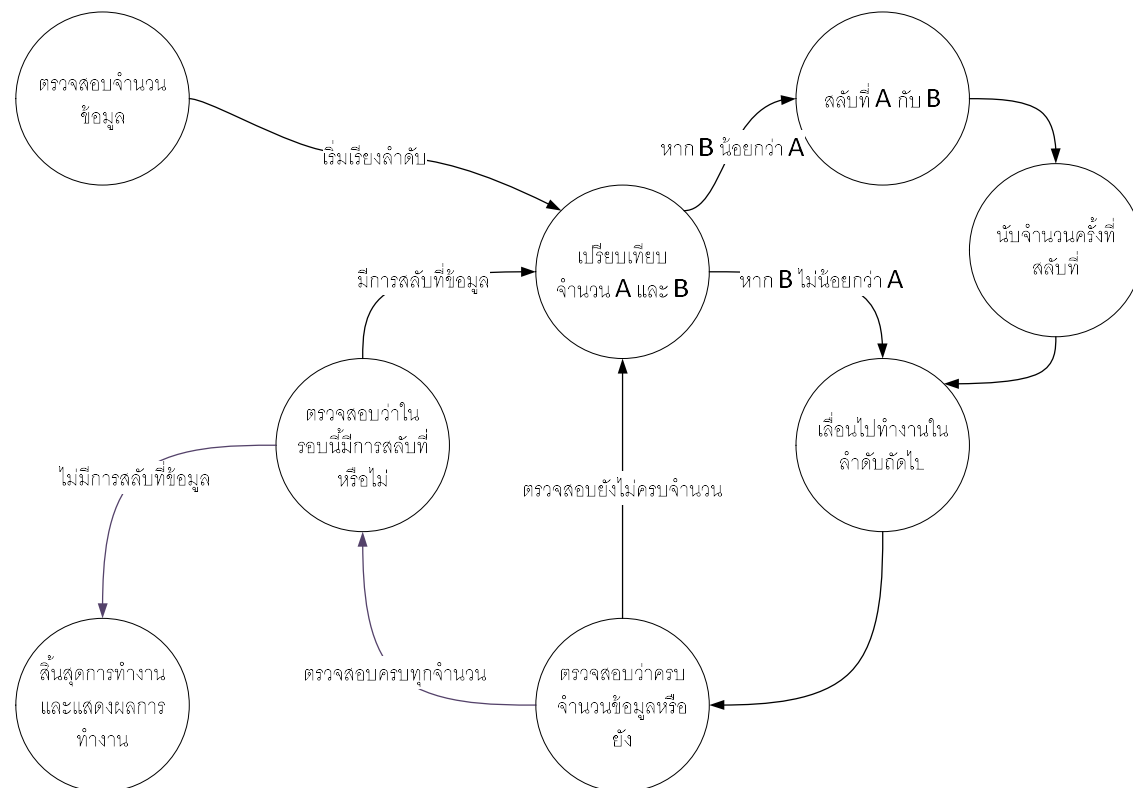 ตรวจสอบจำนวน
ข้อมูล
เริ่มเรียงลำดับ
หาก B น้อยกว่า A
สลับที่ A กับ B
นับจำนวนครั้งที่
สลับที่
เปรียบเทียบ
จำนวน A และ B
หาก B ไม่น้อยกว่า A
มีการสลับที่ข้อมูล
ตรวจสอบว่าใน
รอบนี้มีการสลับที่
หรือไม่
เลื่อนไปทำงานใน
ลำดับถัดไป
ไม่มีการสลับที่ข้อมูล
ตรวจสอบยังไม่ครบจำนวน
สิ้นสุดการทำงาน
และแสดงผลการ
ทำงาน
ตรวจสอบครบทุกจำนวน
ตรวจสอบว่าครบ
จำนวนข้อมูลหรือ
ยัง